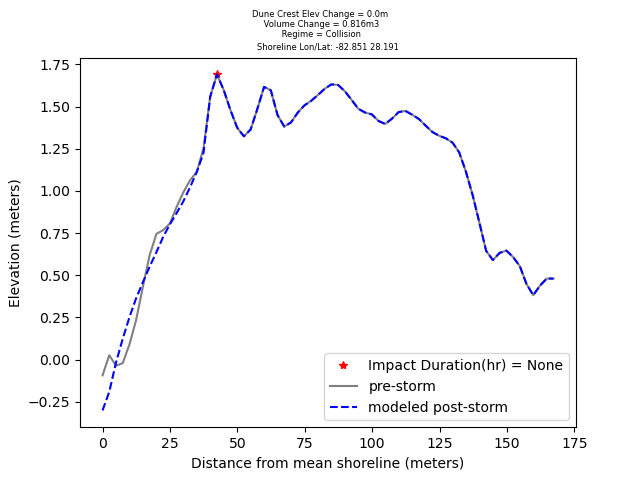 Dune Crest Elev Change = 0.0m
Volume Change = 0.816m3
Regime = Collision
Shoreline Lon/Lat: -82.851 28.191
1.75
1.50
1.25
1.00
0.75
0.50
0.25
0.00
−0.25
Elevation (meters)
Impact Duration(hr) = None
pre-storm
modeled post-storm
0 25 50 75 100 125 150 175
Distance from mean shoreline (meters)